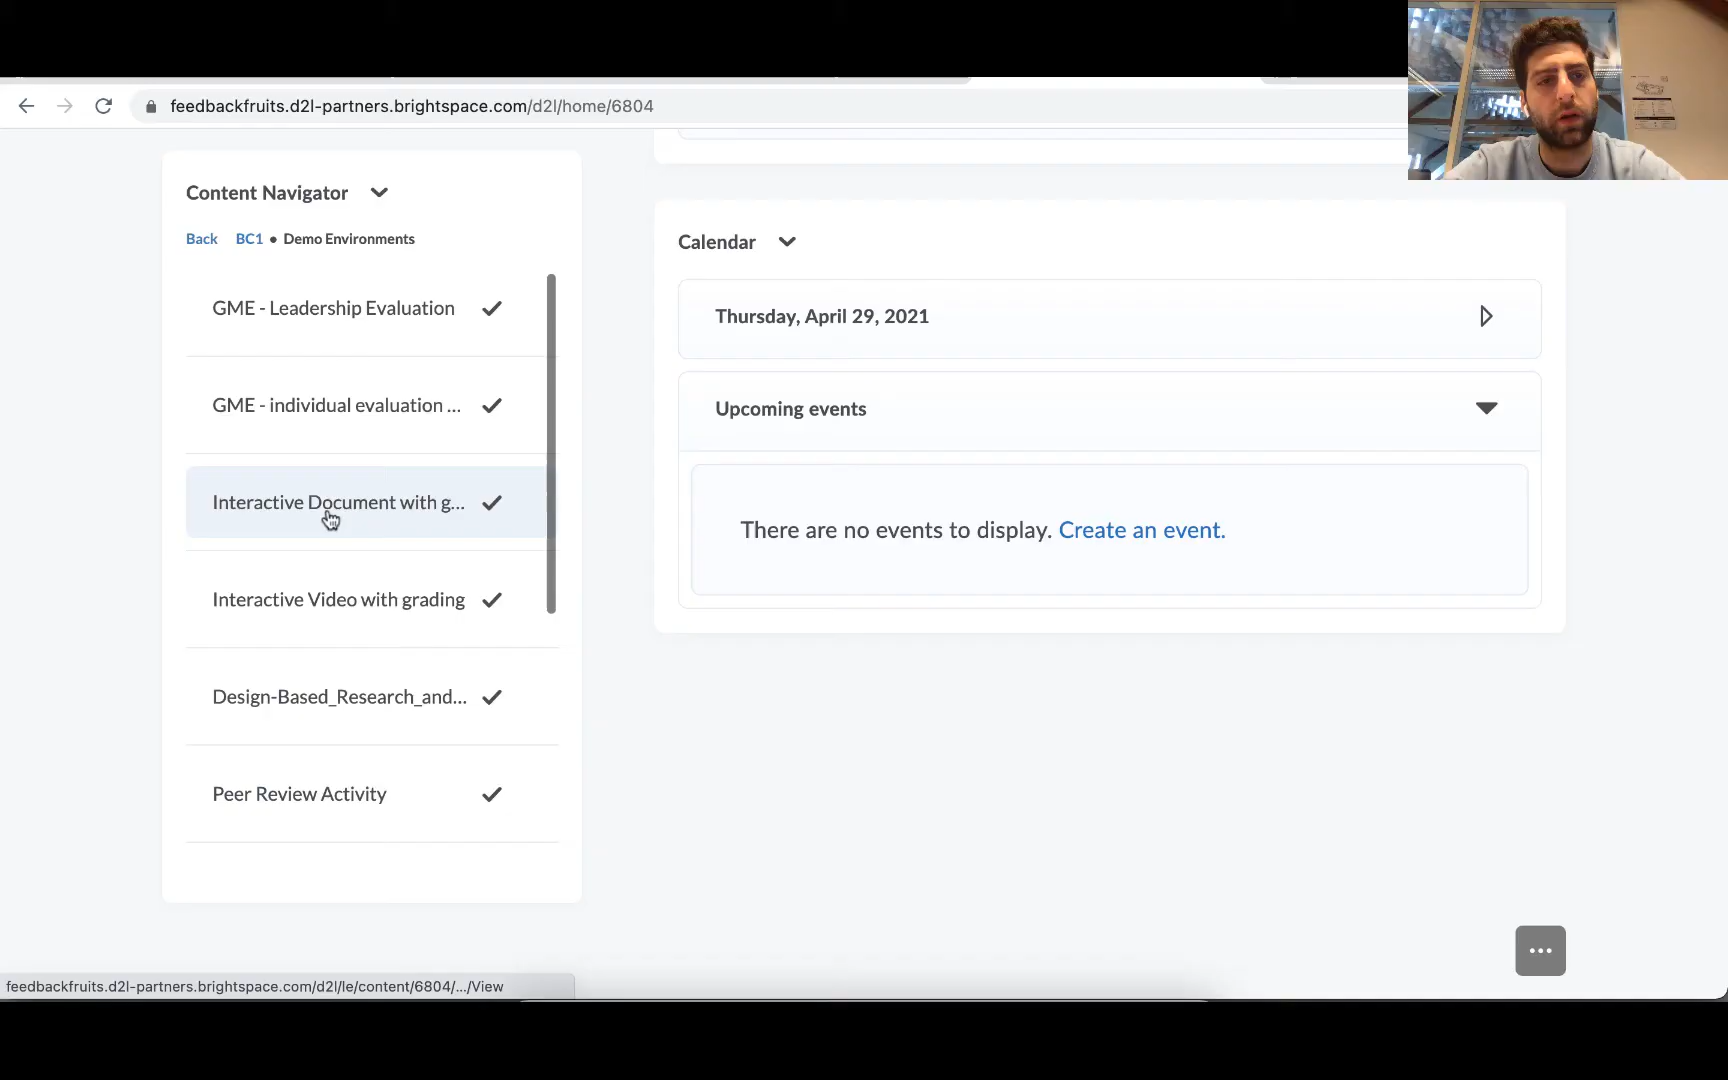 feedbackfruits.d2l-partners.brightspace.com/d2l/home/6804
Content Navigator
Back BC1 • Demo Environments
GME - Leadership Evaluation
GME - individual evaluation ...
Interactive Document with g...
Interactive Video with grading
Design-Based_Research_and...
Peer Review Activity
Calendar
Thursday, April 29, 2021
Upcoming events
There are no events to display. Create an event.
feedbackfruits.d2l-partners.brightspace.com/d2l/le/content/6804/.../View